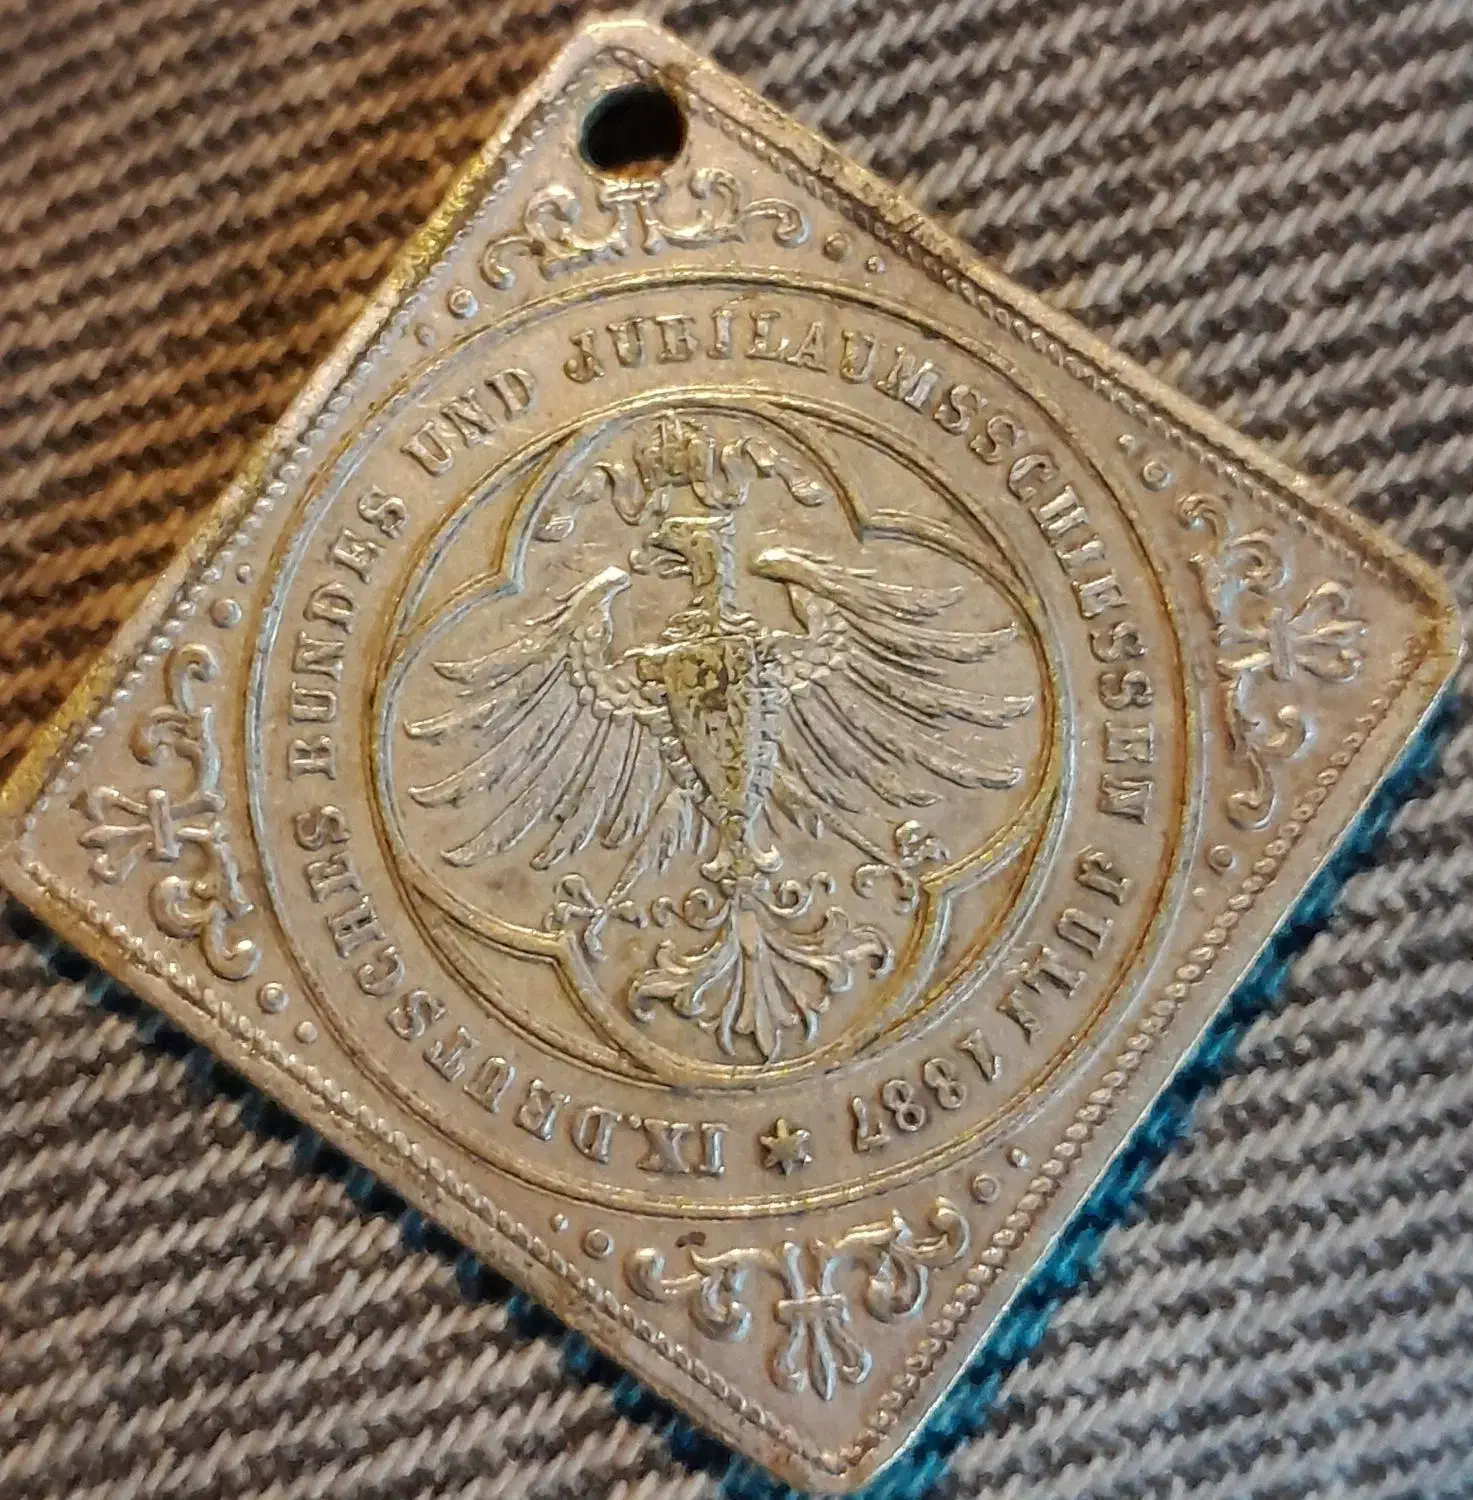 IX.DEUTSCHES BUNDES UND JUBILAUMSSCHIESSEN JULI 1887 *